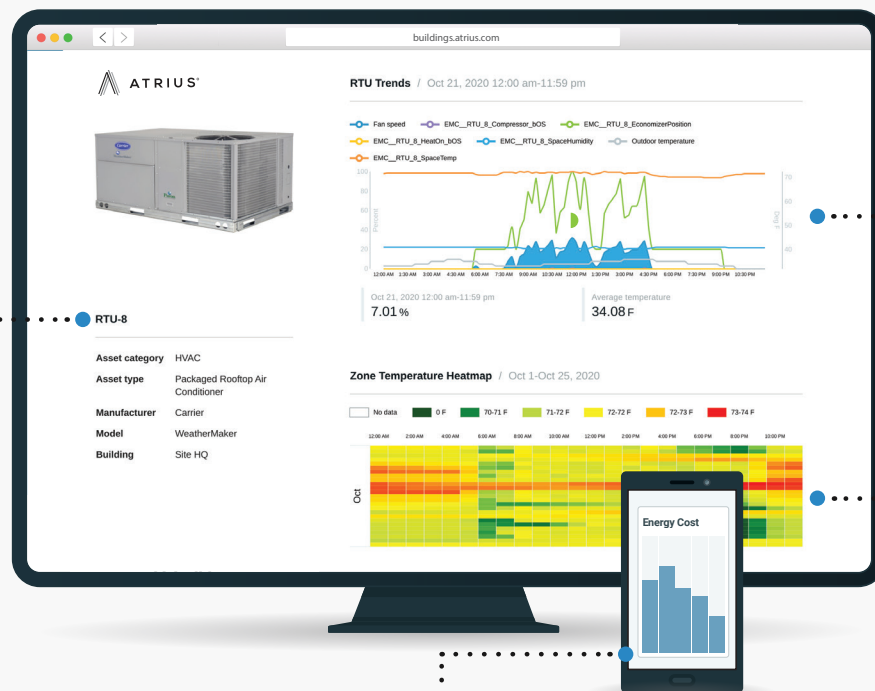 buildings.atrius.com
ATRIUS
RTU-8
Asset category HVAC
Asset type Packaged Rooftop Air
Conditioner
Manufacturer Carrier
Model WeatherMaker
Building Site HQ
RTU Trends / Oct 21, 2020 12:00 am-11:59 pm
Fan speed EMC__RTU_8_Compressor_bOS EMC__RTU_8_EconomizerPosition
EMC__RTU_8_HeatOn_bOS EMC__RTU_8_SpaceHumidity Outdoor temperature
EMC__RTU_8_SpaceTemp
100
80
60
40
20
0
Percent
70
60
50
40
Deg F
12:00 AM 1:30 AM 3:00 AM 4:30 AM 6:00 AM 7:30 AM 9:00 AM 10:30 AM 12:00 PM 1:30 PM 3:00 PM 4:30 PM 6:00 PM 7:30 PM 9:00 PM 10:30 PM
Oct 21, 2020 12:00 am-11:59 pm
7.01 %
Average temperature
34.08 F
Zone Temperature Heatmap / Oct 1-Oct 25, 2020
No data 0 F 70-71 F 71-72 F 72-72 F 72-73 F 73-74 F
12:00 AM 2:00 AM 4:00 AM 6:00 AM 8:00 AM 10:00 AM 12:00 PM 2:00 PM 4:00 PM 6:00 PM 8:00 PM 10:00 PM
Oct
Energy Cost